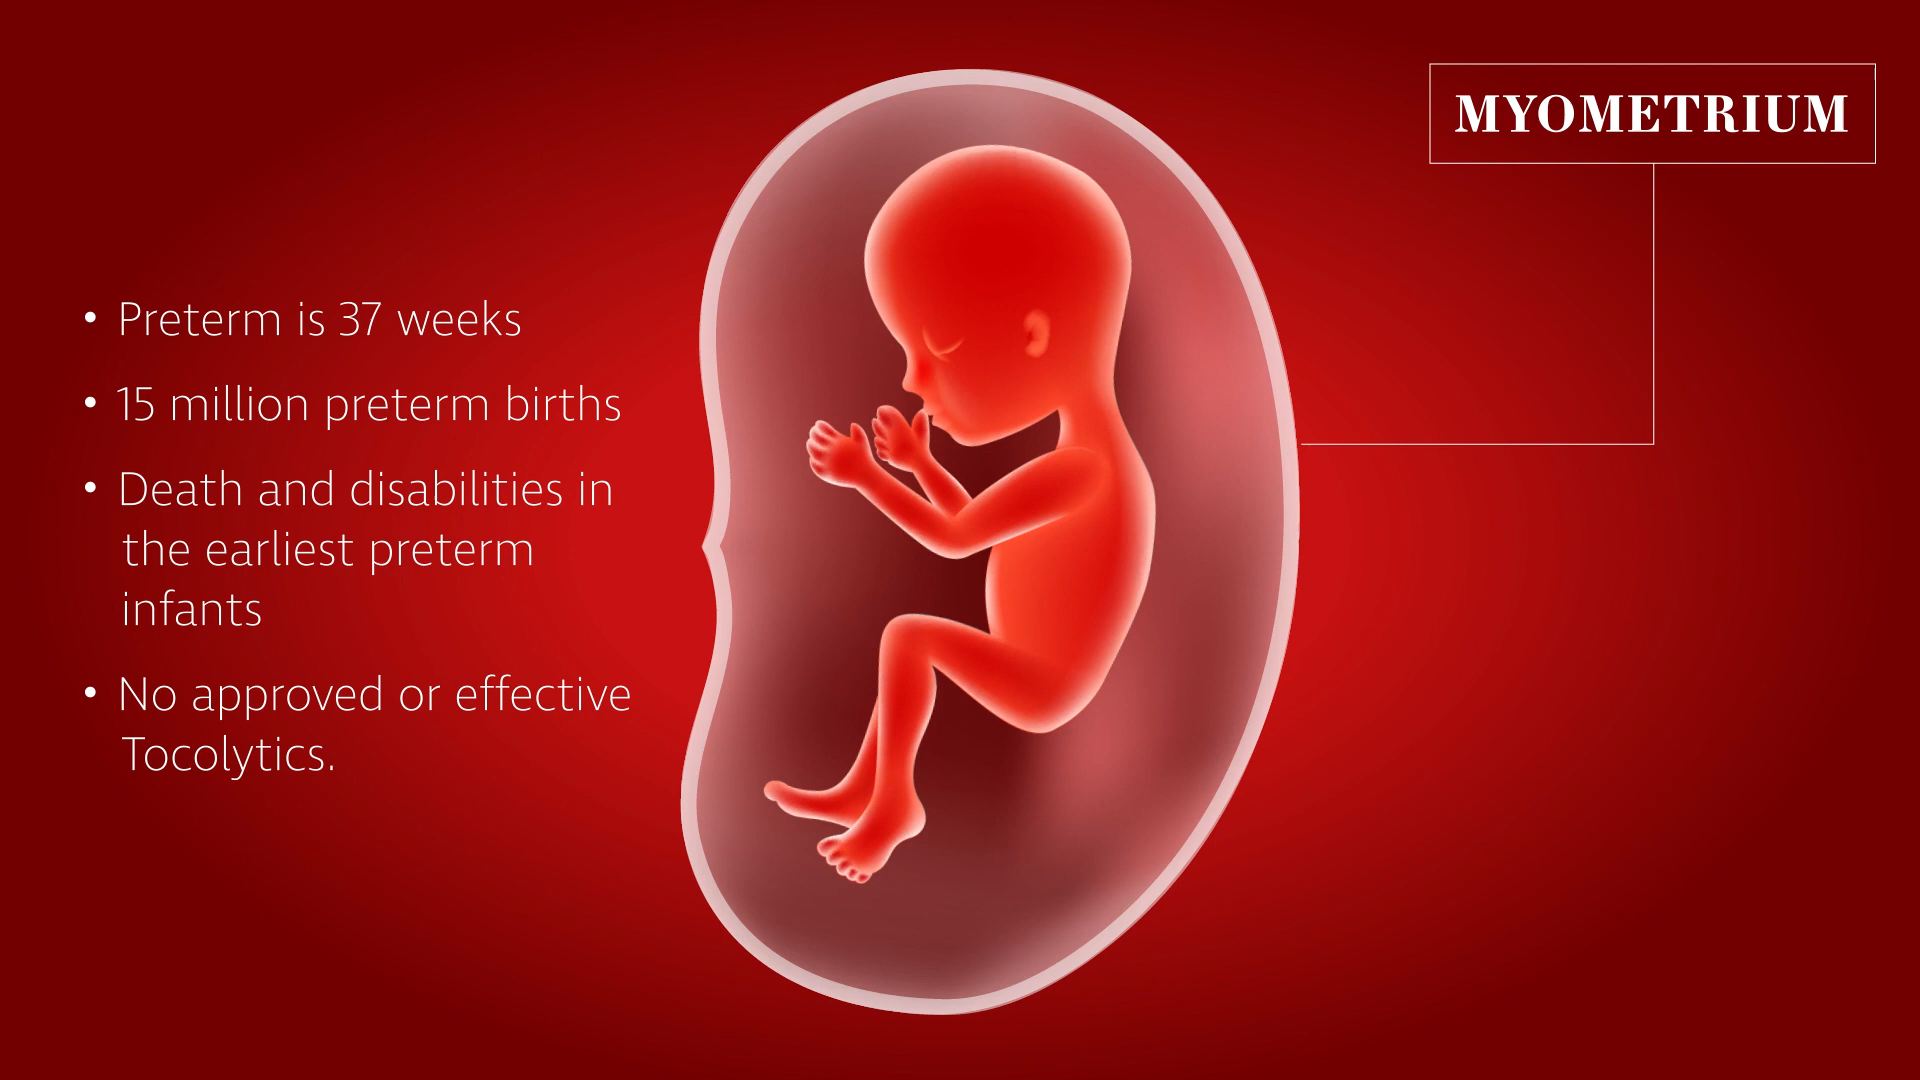 MYOMETRIUM
• Preterm is 37 weeks
• 15 million preterm births
• Death and disabilities in
the earliest preterm
infants
• No approved or effective
Tocolytics.